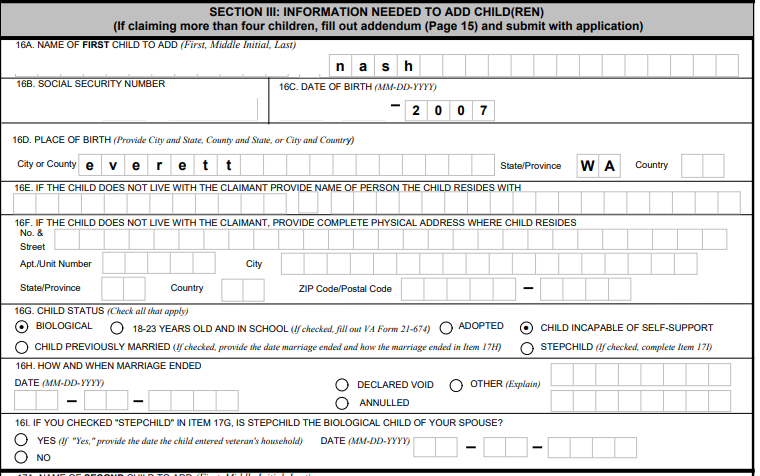 SECTION III: INFORMATION NEEDED TO ADD CHILD(REN)
(If claiming more than four children, fill out addendum (Page 15) and submit with application)
16A. NAME OF FIRST CHILD TO ADD (First, Middle Initial, Last)
nash
16B. SOCIAL SECURITY NUMBER
16C. DATE OF BIRTH (MM-DD-YYYY)
– 2007
16D. PLACE OF BIRTH (Provide City and State, County and State, or City and Country)
City or County everett State/Province WA Country
16E. IF THE CHILD DOES NOT LIVE WITH THE CLAIMANT PROVIDE NAME OF PERSON THE CHILD RESIDES WITH
16F. IF THE CHILD DOES NOT LIVE WITH THE CLAIMANT, PROVIDE COMPLETE PHYSICAL ADDRESS WHERE CHILD RESIDES
No. &
Street
Apt./Unit Number City
State/Province Country ZIP Code/Postal Code –
16G. CHILD STATUS (Check all that apply)
BIOLOGICAL 18-23 YEARS OLD AND IN SCHOOL (If checked, fill out VA Form 21-674) ADOPTED CHILD INCAPABLE OF SELF-SUPPORT
CHILD PREVIOUSLY MARRIED (If checked, provide the date marriage ended and how the marriage ended in Item 17H) STEPCHILD (If checked, complete Item 17I)
16H. HOW AND WHEN MARRIAGE ENDED
DATE (MM-DD-YYYY) DECLARED VOID OTHER (Explain)
– –
ANNULLED
16I. IF YOU CHECKED "STEPCHILD" IN ITEM 17G, IS STEPCHILD THE BIOLOGICAL CHILD OF YOUR SPOUSE?
YES (If "Yes," provide the date the child entered veteran's household) DATE (MM-DD-YYYY) – –
NO